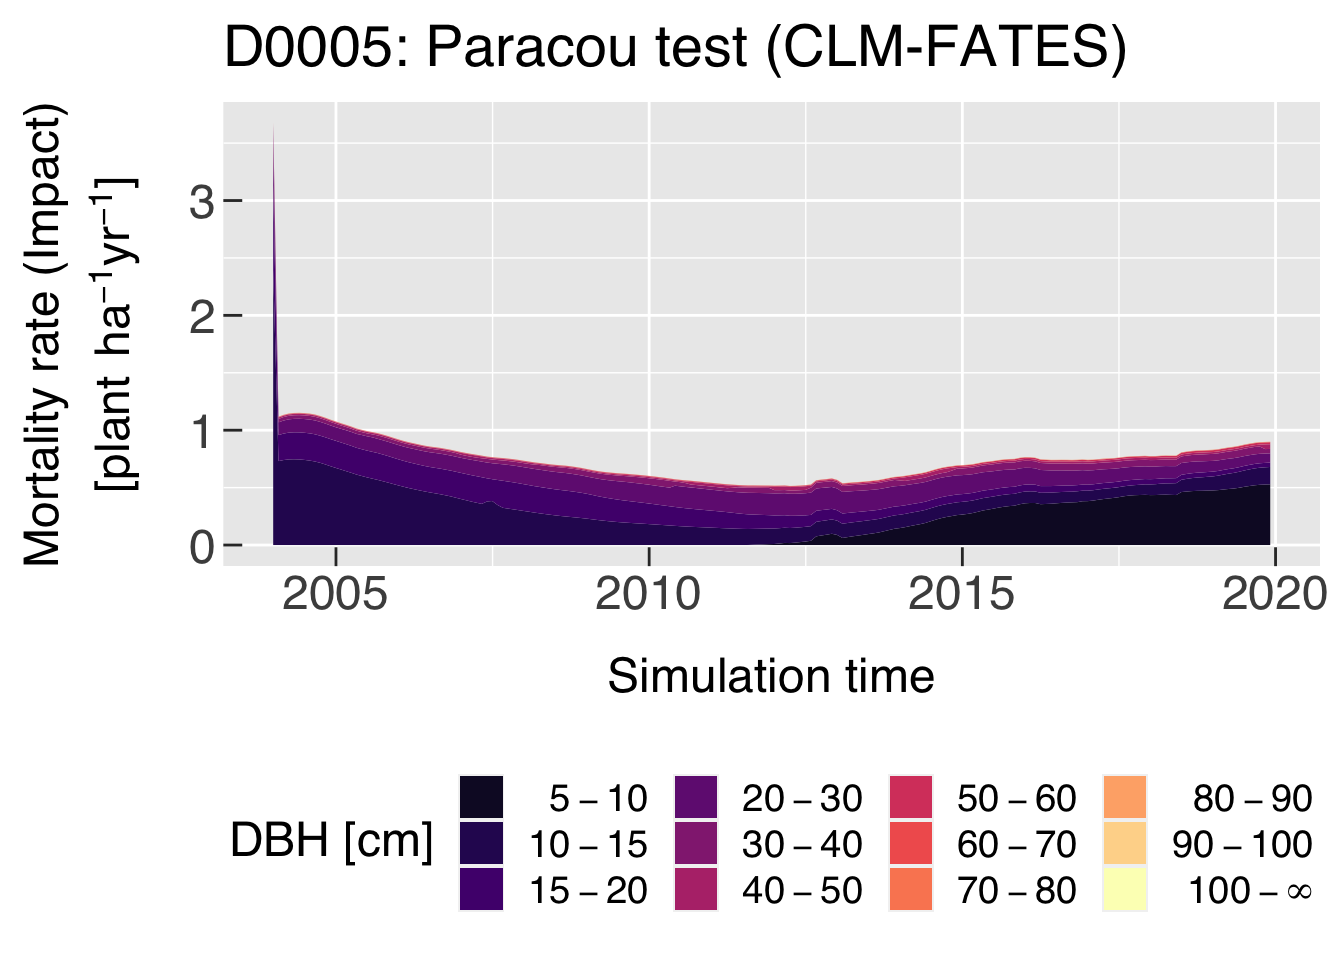 D0005: Paracou test (CLM-FATES)
Mortality rate (Impact)
[plant ha⁻¹yr⁻¹]
3
2
1
0
2005 2010 2015 2020
Simulation time
DBH [cm]
5 − 10 20 − 30 50 − 60 80 − 90
10 − 15 30 − 40 60 − 70 90 − 100
15 − 20 40 − 50 70 − 80 100 − ∞